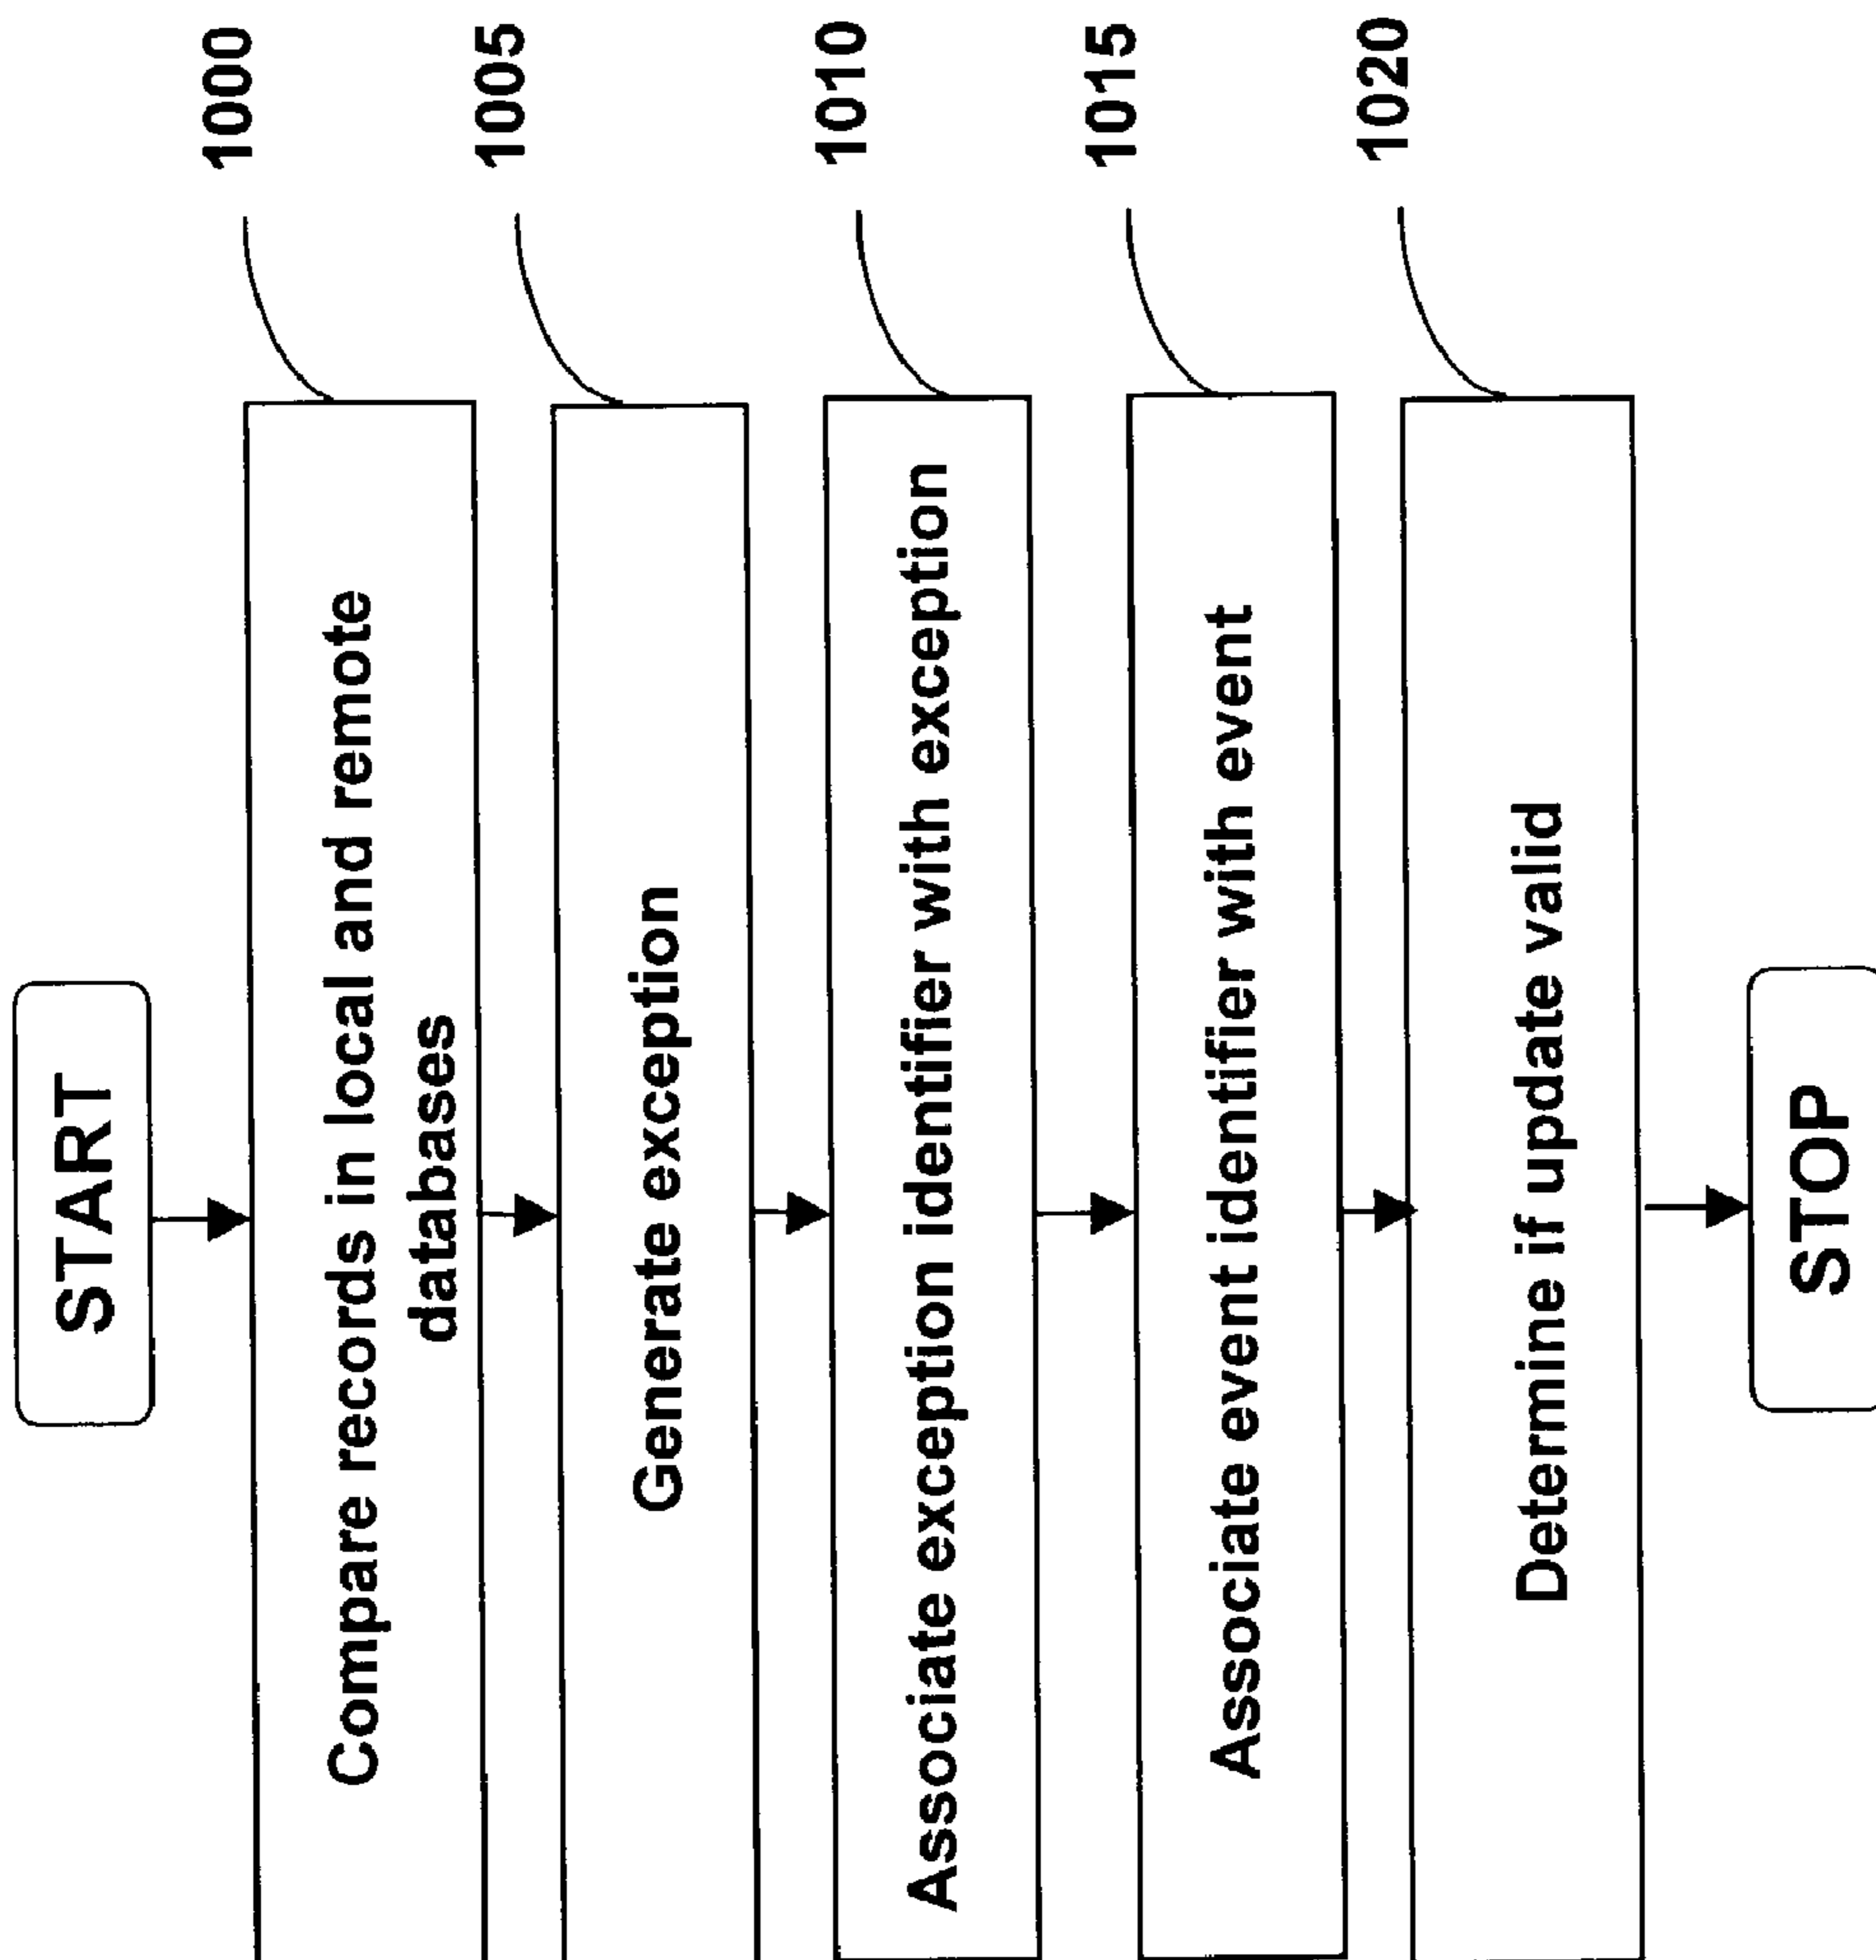 START
1000
Compare records in local and remote
databases
1005
Generate exception
1010
Associate exception iidentifier with exception
1015
Associate event identifier with event
1020
Determine if update valid
STOP